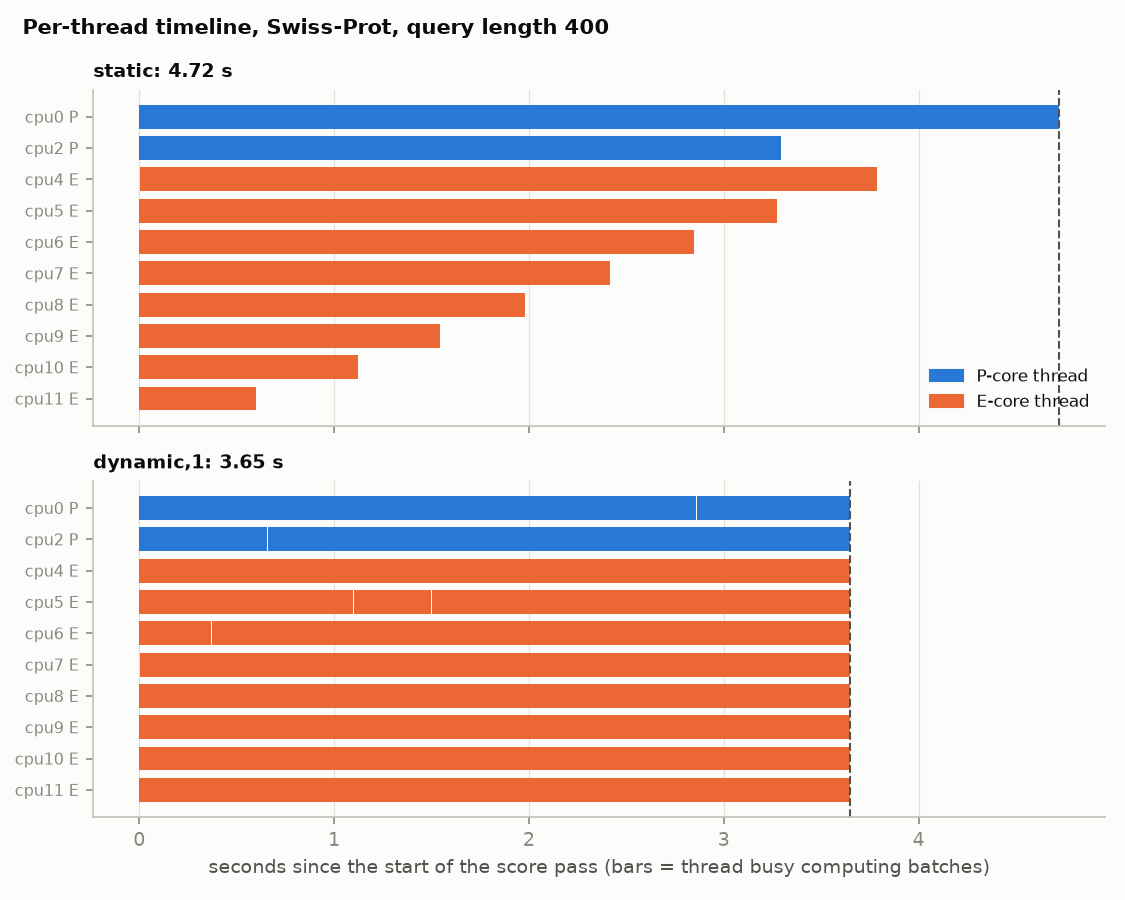 Per-thread timeline, Swiss-Prot, query length 400
static: 4.72 s
cpu0 P
cpu2 P
cpu4 E
cpu5 E
cpu6 E
cpu7 E
cpu8 E
cpu9 E
cpu10 E
cpu11 E
P-core thread
E-core thread
dynamic,1: 3.65 s
cpu0 P
cpu2 P
cpu4 E
cpu5 E
cpu6 E
cpu7 E
cpu8 E
cpu9 E
cpu10 E
cpu11 E
0 1 2 3 4
seconds since the start of the score pass (bars = thread busy computing batches)